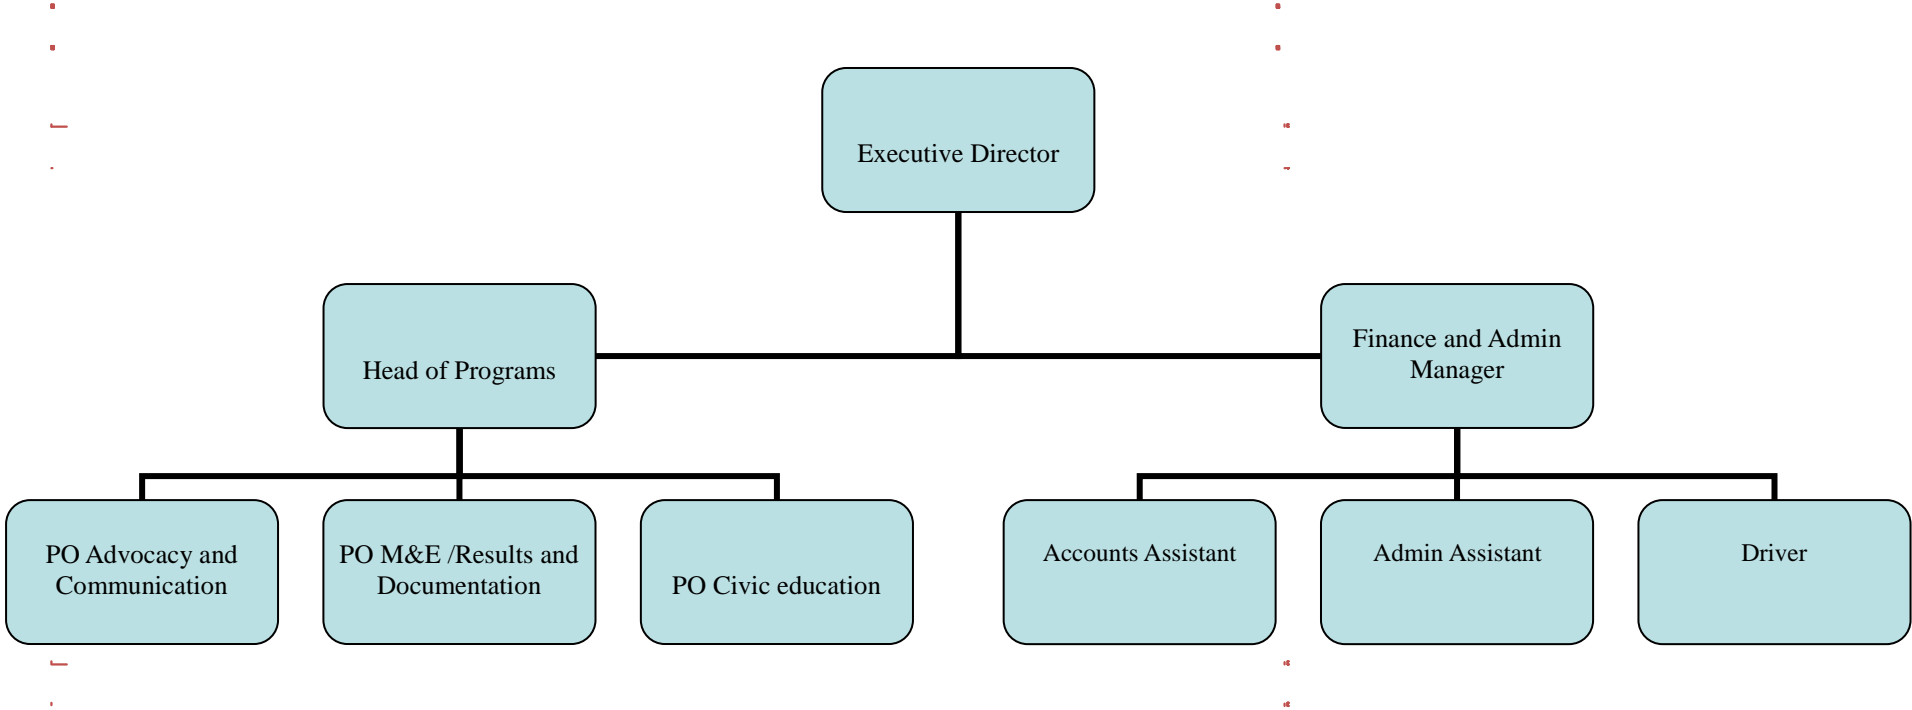 Executive Director
Head of Programs
Finance and Admin
Manager
PO Advocacy and
Communication
PO M&E /Results and
Documentation
PO Civic education
Accounts Assistant
Admin Assistant
Driver